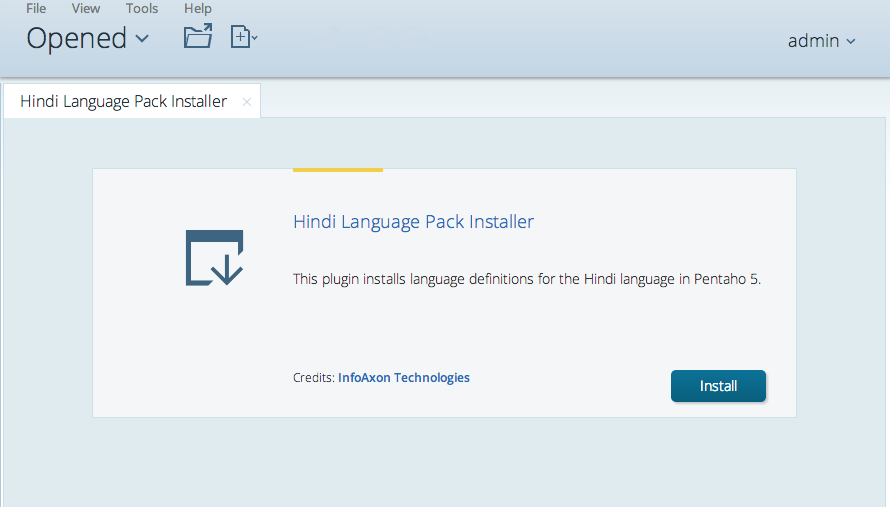 File View Tools Help
Opened
admin
Hindi Language Pack Installer
Hindi Language Pack Installer
This plugin installs language definitions for the Hindi language in Pentaho 5.
Credits: InfoAxon Technologies
Install